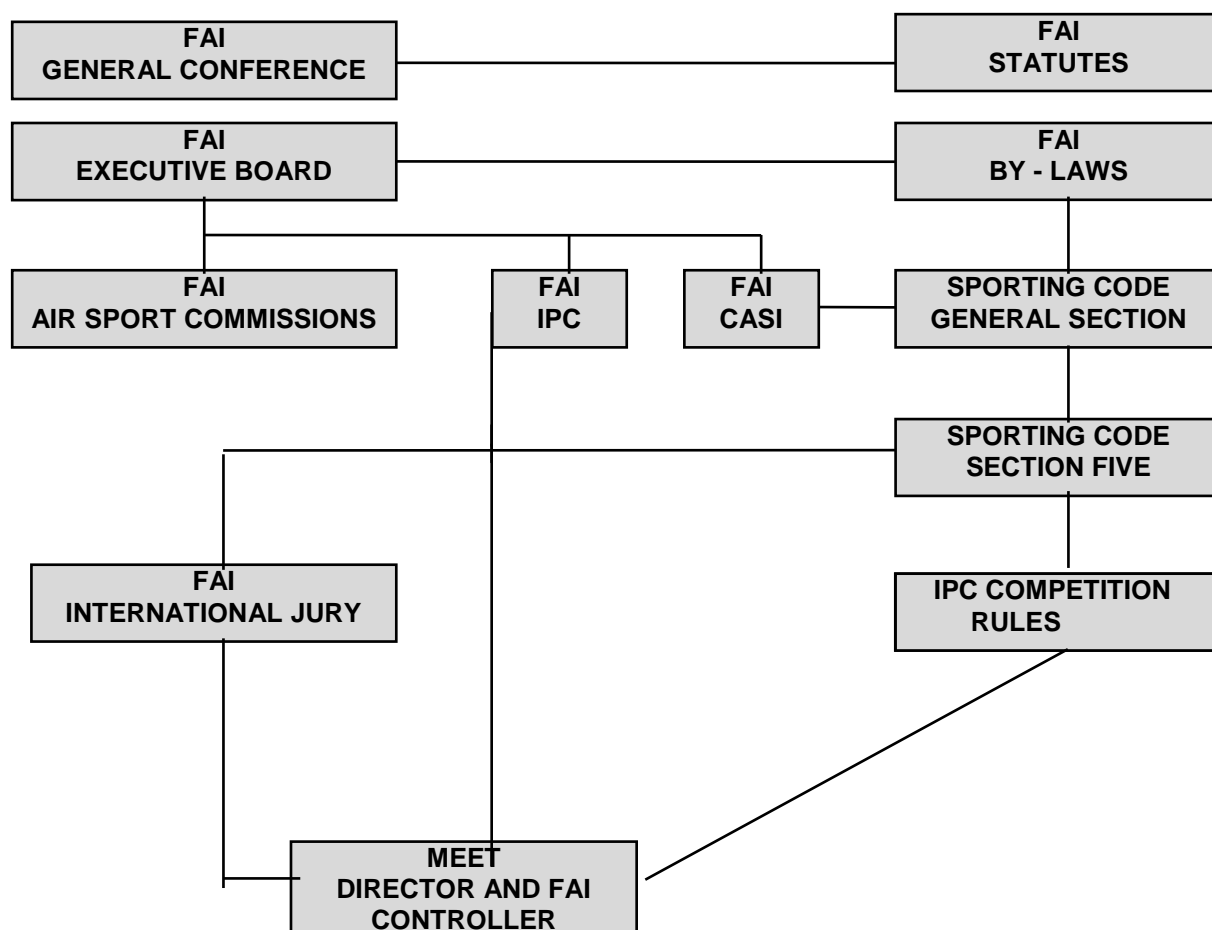 FAI
GENERAL CONFERENCE
FAI
STATUTES
FAI
EXECUTIVE BOARD
FAI
BY - LAWS
FAI
AIR SPORT COMMISSIONS
FAI
IPC
FAI
CASI
SPORTING CODE
GENERAL SECTION
SPORTING CODE
SECTION FIVE
FAI
INTERNATIONAL JURY
IPC COMPETITION
RULES
MEET
DIRECTOR AND FAI
CONTROLLER